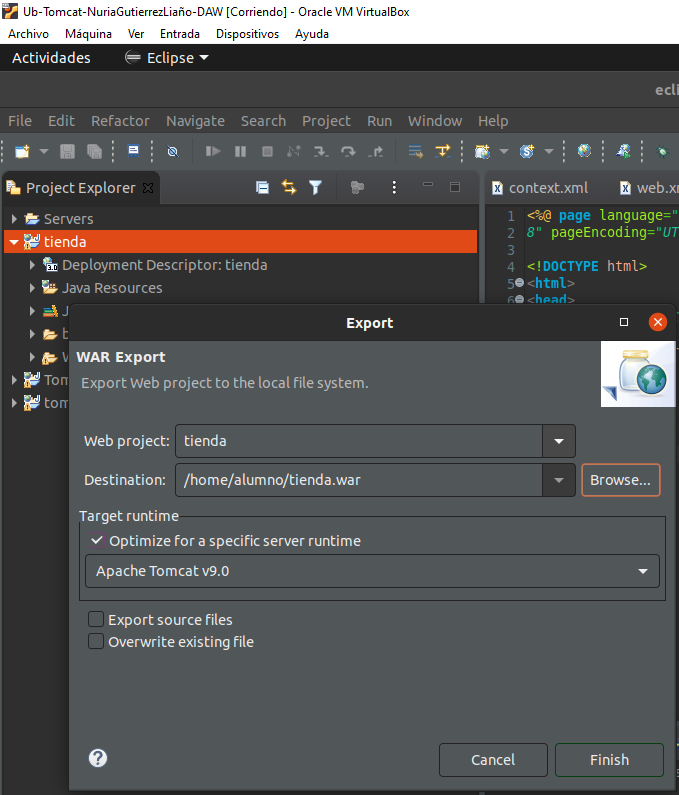 Ub-Tomcat-NuriaGutierrezLiaño-DAW [Corriendo] - Oracle VM VirtualBox
Archivo Máquina Ver Entrada Dispositivos Ayuda
Actividades Eclipse
ecli
File Edit Refactor Navigate Search Project Run Window Help
Project Explorer
context.xml web.xm
Servers
tienda
Deployment Descriptor: tienda
Java Resources
J
b
W
Tom
tom
1 <%@ page language="
2 8" pageEncoding="UT
3
4 <!DOCTYPE html>
5 <html>
6 <head>
Export
WAR Export
Export Web project to the local file system.
Web project: tienda
Destination: /home/alumno/tienda.war Browse...
Target runtime
Optimize for a specific server runtime
Apache Tomcat v9.0
Export source files
Overwrite existing file
Cancel Finish